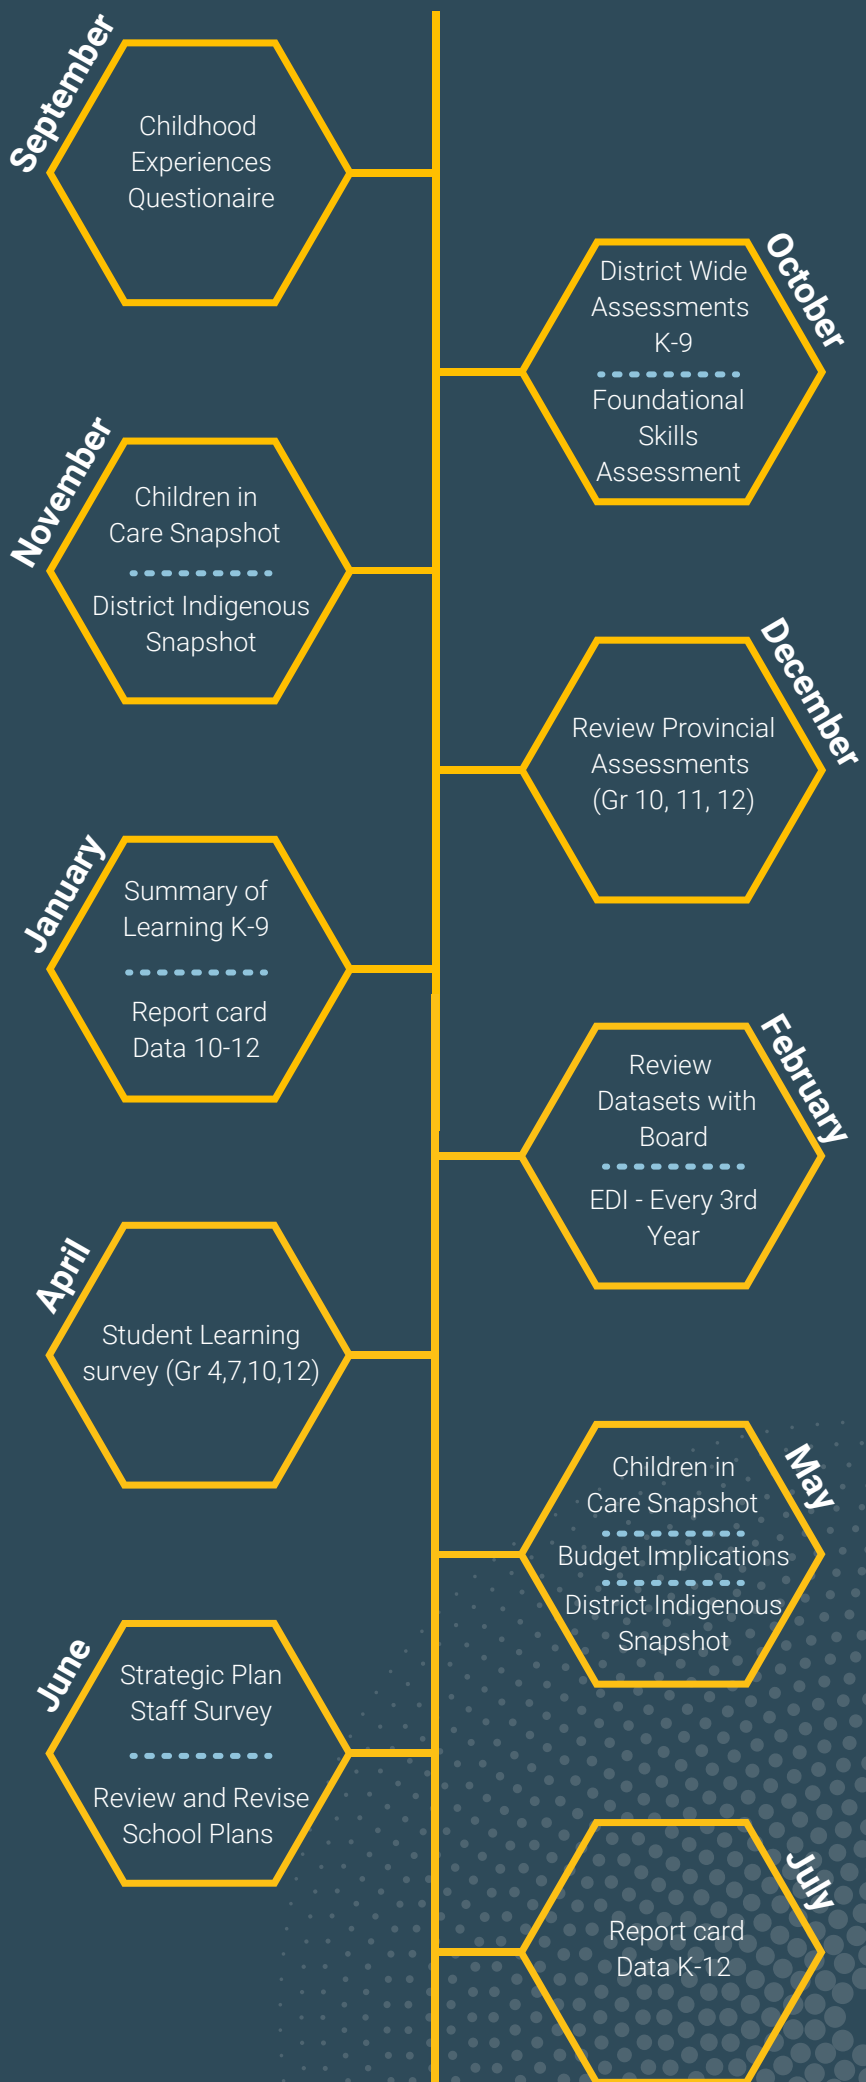 September
Childhood
Experiences
Questionaire
October
District Wide
Assessments
K-9
Foundational
Skills
Assessment
November
Children in
Care Snapshot
District Indigenous
Snapshot
December
Review Provincial
Assessments
(Gr 10, 11, 12)
January
Summary of
Learning K-9
Report card
Data 10-12
February
Review
Datasets with
Board
EDI - Every 3rd
Year
April
Student Learning
survey (Gr 4,7,10,12)
May
Children in
Care Snapshot
Budget Implications
District Indigenous
Snapshot
June
Strategic Plan
Staff Survey
Review and Revise
School Plans
July
Report card
Data K-12